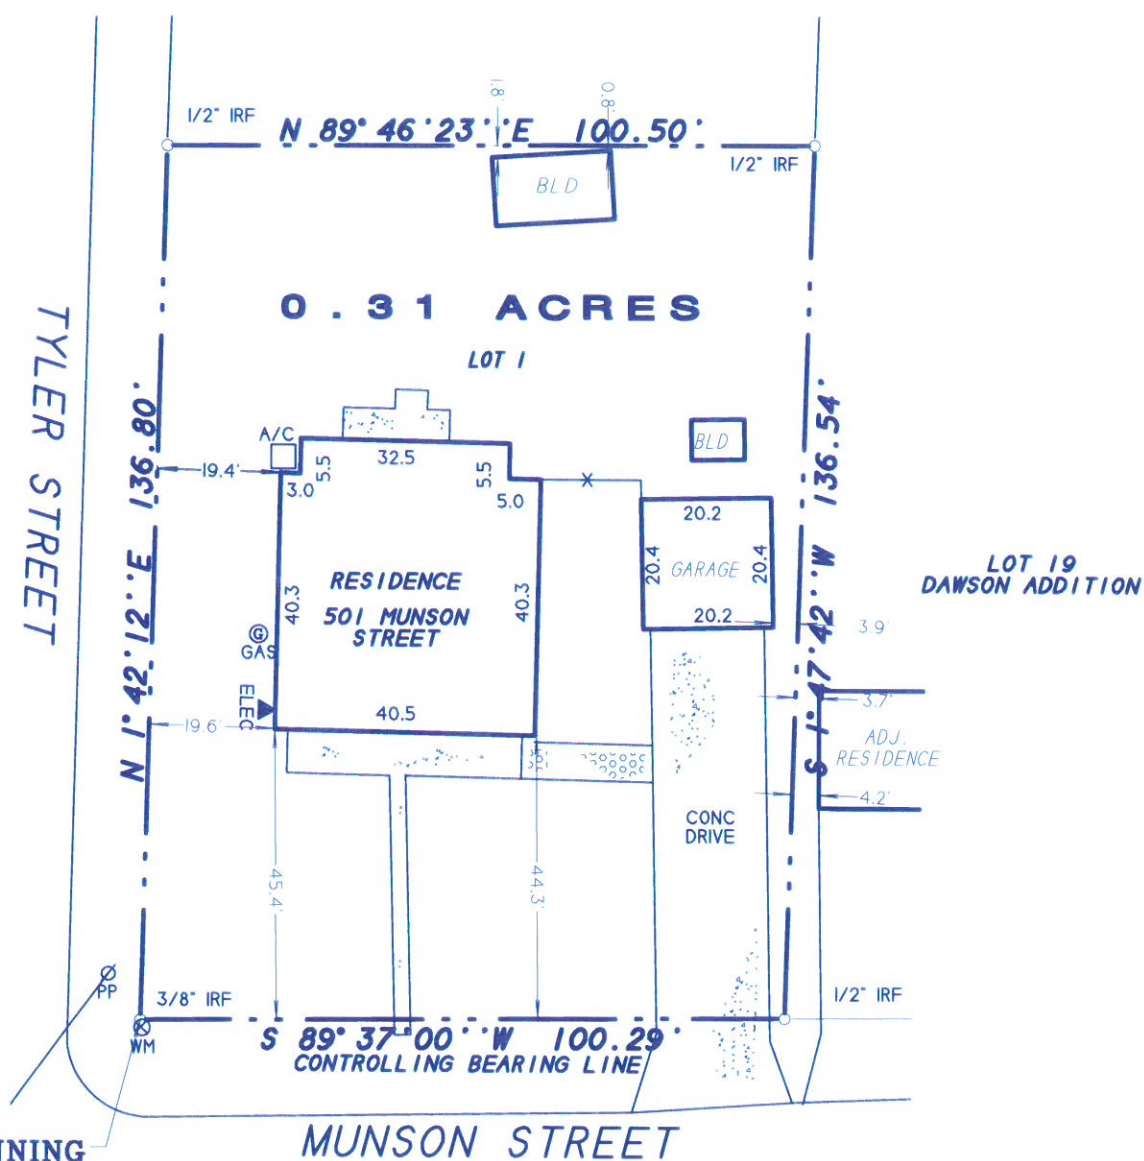 1.8'
0.8'
1/2" IRF
N 89° 46' 23'' E 100.50'
1/2" IRF
BLD
0.31 ACRES
LOT 1
TYLER STREET
N 1° 42' 12'' E 136.80'
S 1° 47' 42'' W 136.54'
A/C
19.4'
3.0
5.5
32.5
5.5
5.0
BLD
20.2
20.4
GARAGE
20.4
20.2
40.3
RESIDENCE
501 MUNSON
STREET
40.3
LOT 19
DAWSON ADDITION
G
GAS
ELEC
19.6'
40.5
3.9'
3.7'
ADJ.
RESIDENCE
4.2'
CONC
DRIVE
45.4'
44.3'
PP
3/8" IRF
1/2" IRF
WM
S 89° 37' 00'' W 100.29'
CONTROLLING BEARING LINE
MUNSON STREET
NNING